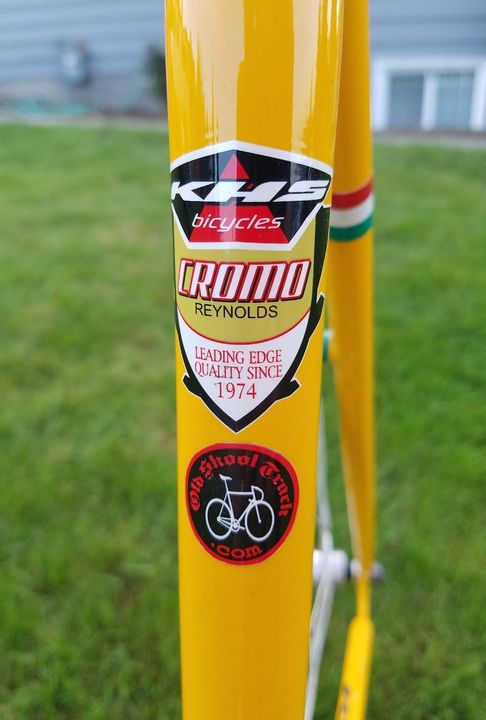 KHS
bicycles
CROMO
REYNOLDS
LEADING EDGE
QUALITY SINCE
1974
Old Skool Track
.com